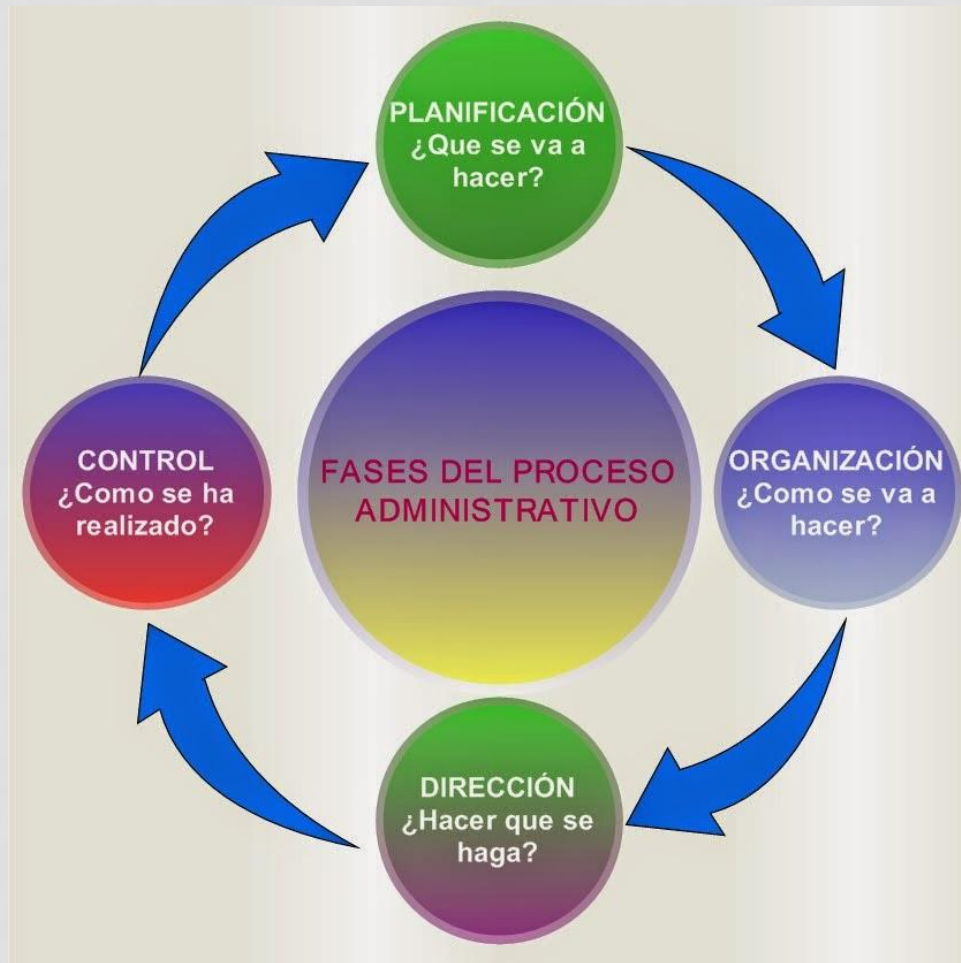 PLANIFICACIÓN
¿Que se va a
hacer?
ORGANIZACIÓN
¿Como se va a
hacer?
DIRECCIÓN
¿Hacer que se
haga?
CONTROL
¿Como se ha
realizado?
FASES DEL PROCESO
ADMINISTRATIVO